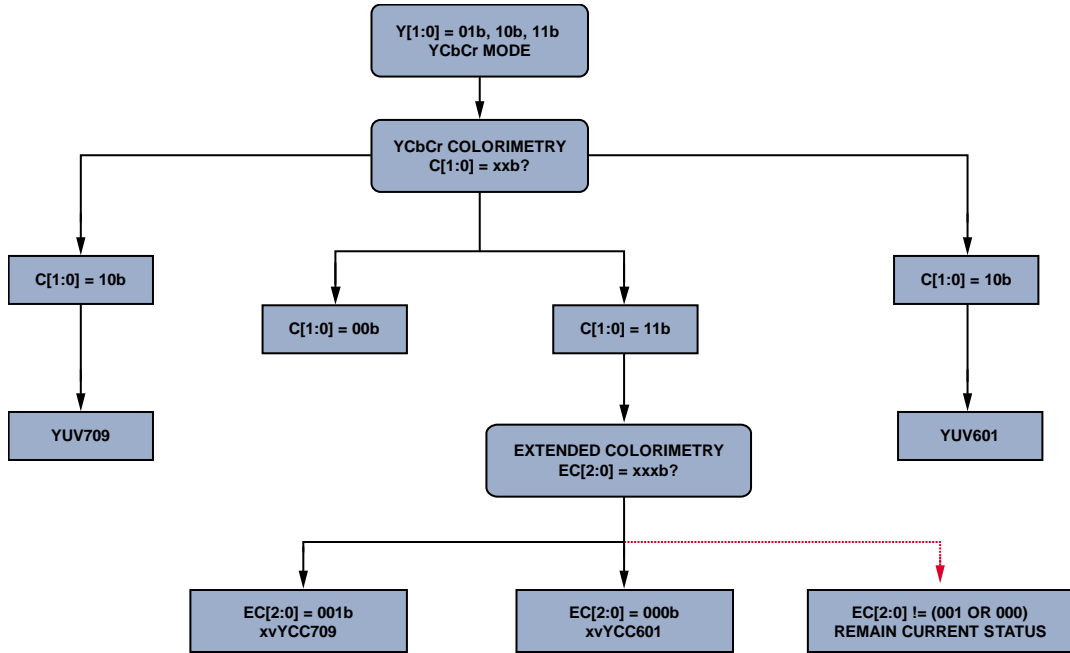 Y[1:0] = 01b, 10b, 11b
YCbCr MODE
YCbCr COLORIMETRY
C[1:0] = xxb?
C[1:0] = 10b
C[1:0] = 00b
C[1:0] = 11b
C[1:0] = 10b
YUV709
EXTENDED COLORIMETRY
EC[2:0] = xxxb?
YUV601
EC[2:0] = 001b
xvYCC709
EC[2:0] = 000b
xvYCC601
EC[2:0] != (001 OR 000)
REMAIN CURRENT STATUS